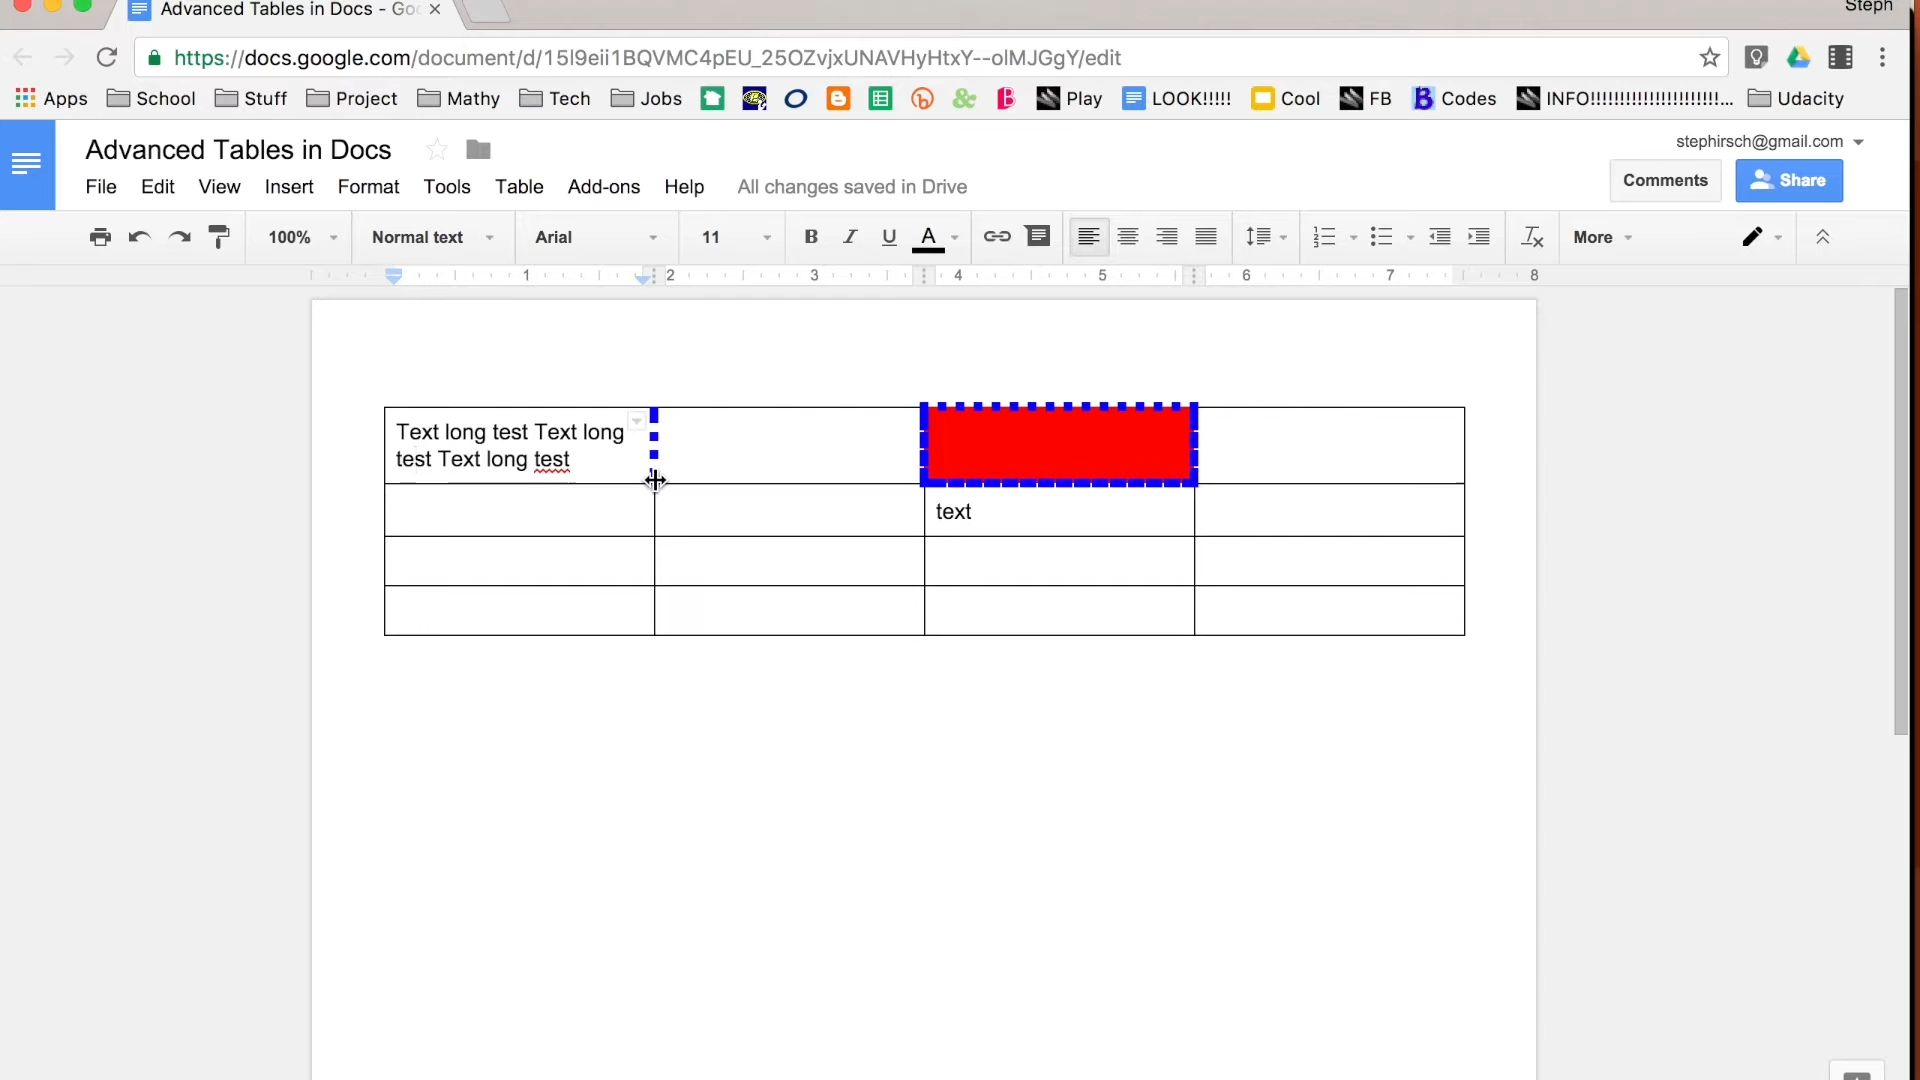 Advanced Tables in Docs - Goo
Steph
https://docs.google.com/document/d/15l9eii1BQVMC4pEU_25OZvjxUNAVHyHtxY--olMJGgY/edit
Apps School Stuff Project Mathy Tech Jobs Play LOOK!!!!! Cool FB Codes INFO!!!!!!!!!!!!!!!!!!!!!!!... Udacity
Advanced Tables in Docs
stephirsch@gmail.com
File Edit View Insert Format Tools Table Add-ons Help All changes saved in Drive
Comments Share
100% Normal text Arial 11 B I U A More
1 2 3 4 5 6 7 8
Text long test Text long
test Text long test
text